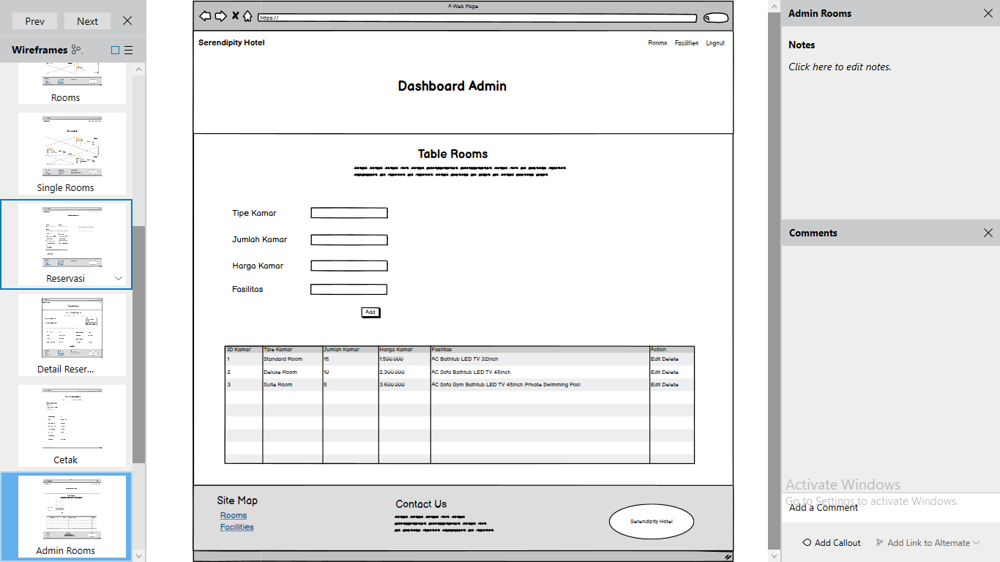 Prev Next
Wireframes
Rooms
Single Rooms
Reservasi
Detail Reser...
Cetak
Admin Rooms
A Web Page
https://
Serendipity Hotel
Rooms Facilities Logout
Dashboard Admin
Table Rooms
Tipe Kamar
Jumlah Kamar
Harga Kamar
Fasilitas
Add
ID Kamar Tipe Kamar Jumlah Kamar Harga Kamar Fasilitas Action
1 Standard Room 15 1.500.000 AC Bathtub LED TV 32inch Edit Delete
2 Deluxe Room 10 2.300.000 AC Sofa Bathtub LED TV 45inch Edit Delete
3 Suite Room 5 3.600.000 AC Sofa Gym Bathtub LED TV 45inch Private Swimming Pool Edit Delete
Site Map
Rooms
Facilities
Contact Us
Serendipity Hotel
Admin Rooms
Notes
Click here to edit notes.
Comments
Activate Windows
Go to Settings to activate Windows.
Add a Comment
Add Callout Add Link to Alternate